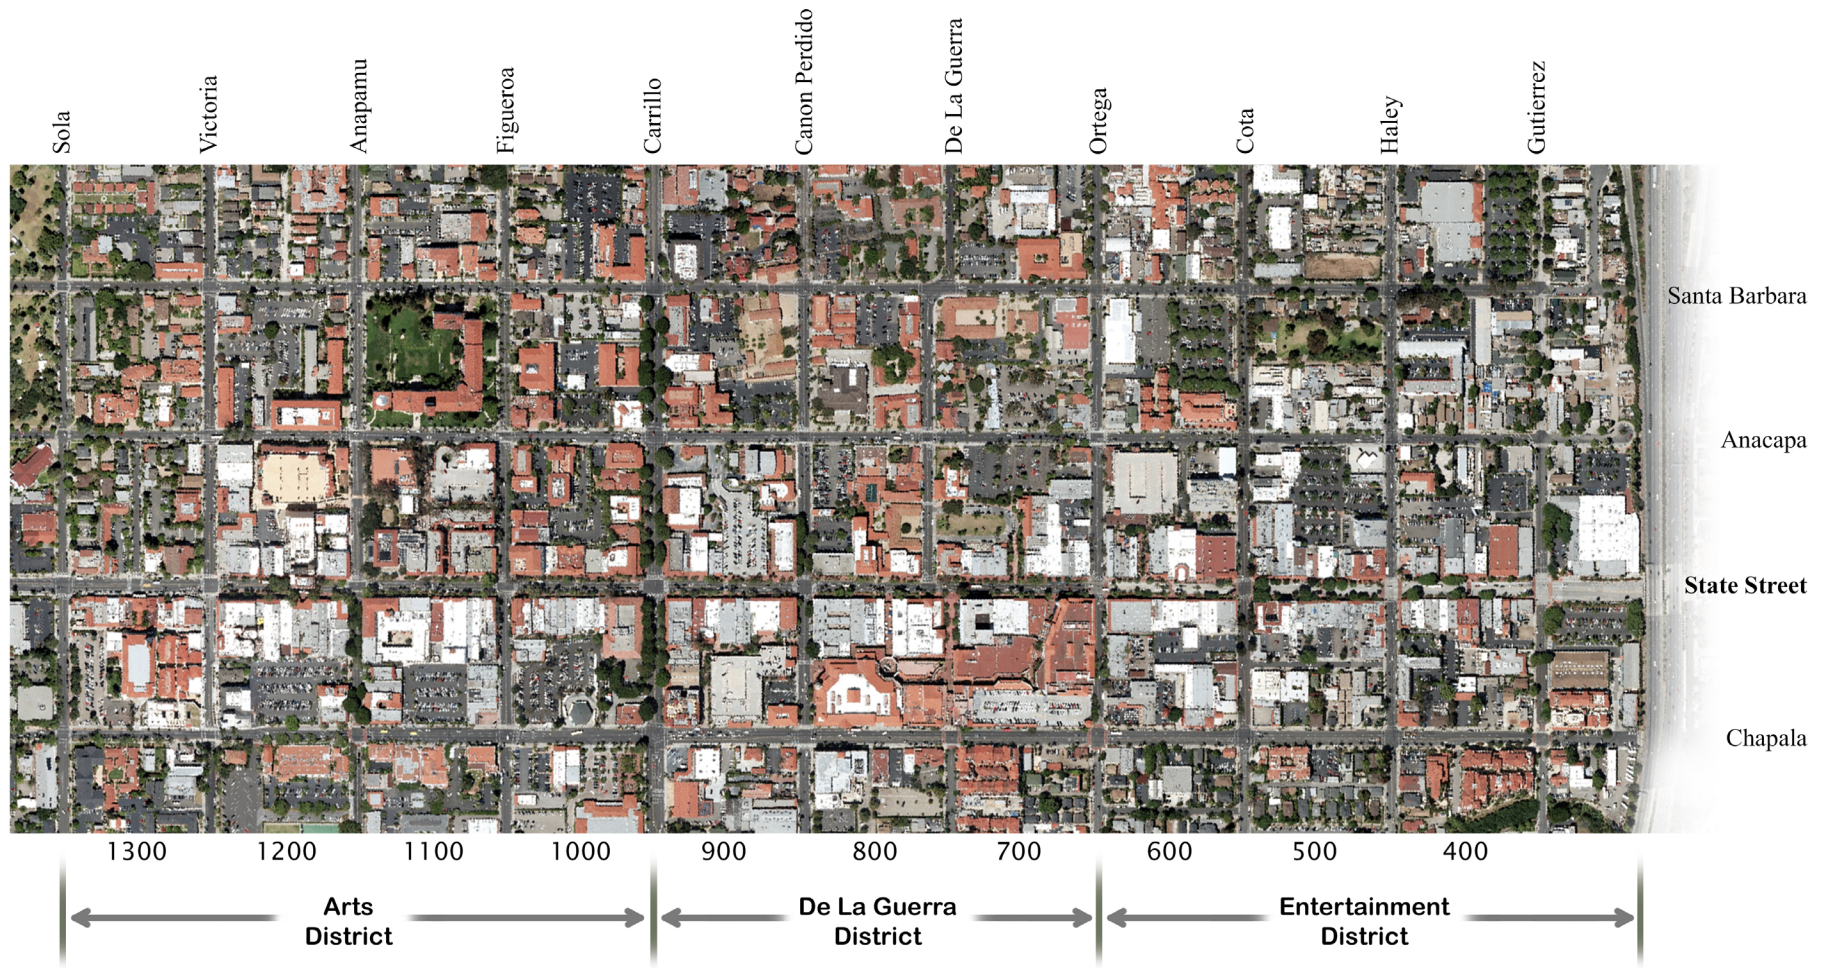 Sola
Victoria
Anapamu
Figueroa
Carrillo
Canon Perdido
De La Guerra
Ortega
Cota
Haley
Gutierrez
Santa Barbara
Anacapa
State Street
Chapala
1300
1200
1100
1000
900
800
700
600
500
400
Arts
District
De La Guerra
District
Entertainment
District